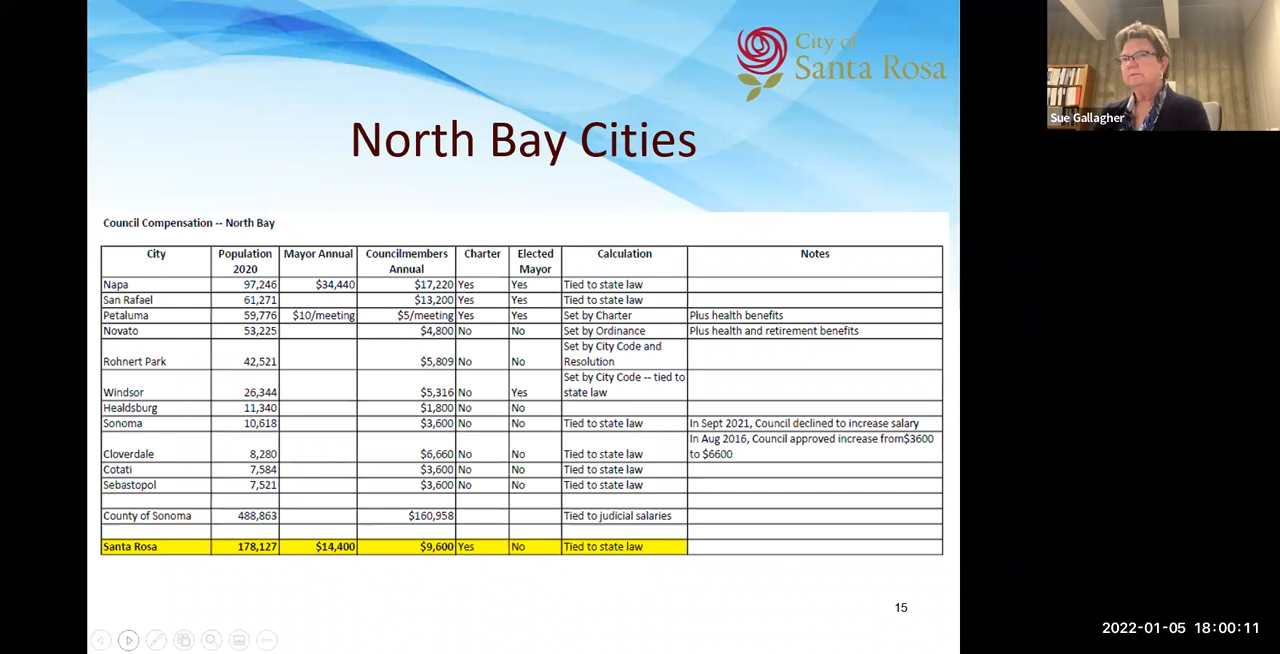 City of
Santa Rosa
Sue Gallagher
North Bay Cities
Council Compensation -- North Bay
City Population 2020 Mayor Annual Councilmembers Annual Charter Elected Mayor Calculation Notes
Napa 97,246 $34,440 $17,220 Yes Yes Tied to state law
San Rafael 61,271 $13,200 Yes Yes Tied to state law
Petaluma 59,776 $10/meeting $5/meeting Yes Yes Set by Charter Plus health benefits
Novato 53,225 $4,800 No No Set by Ordinance Plus health and retirement benefits
Rohnert Park 42,521 $5,809 No No Set by City Code and Resolution
Windsor 26,344 $5,316 No Yes Set by City Code -- tied to state law
Healdsburg 11,340 $1,800 No No
Sonoma 10,618 $3,600 No No Tied to state law In Sept 2021, Council declined to increase salary
Cloverdale 8,280 $6,660 No No Tied to state law In Aug 2016, Council approved increase from$3600 to $6600
Cotati 7,584 $3,600 No No Tied to state law
Sebastopol 7,521 $3,600 No No Tied to state law
County of Sonoma 488,863 $160,958 Tied to judicial salaries
Santa Rosa 178,127 $14,400 $9,600 Yes No Tied to state law
15
2022-01-05 18:00:11